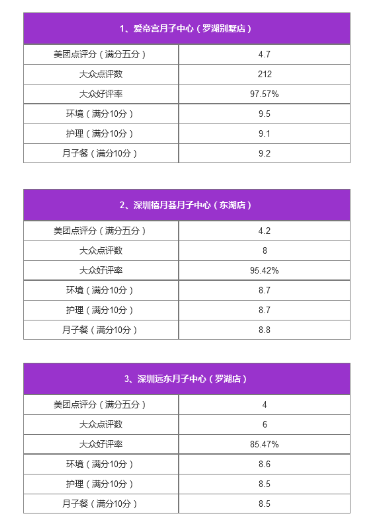 1、爱帝宫月子中心（罗湖别墅店）
美团点评分（满分五分） 4.7
大众点评数 212
大众好评率 97.57%
环境（满分10分） 9.5
护理（满分10分） 9.1
月子餐（满分10分） 9.2
2、深圳禧月荟月子中心（东湖店）
美团点评分（满分五分） 4.2
大众点评数 8
大众好评率 95.42%
环境（满分10分） 8.7
护理（满分10分） 8.7
月子餐（满分10分） 8.8
3、深圳远东月子中心（罗湖店）
美团点评分（满分五分） 4
大众点评数 6
大众好评率 85.47%
环境（满分10分） 8.6
护理（满分10分） 8.5
月子餐（满分10分） 8.5